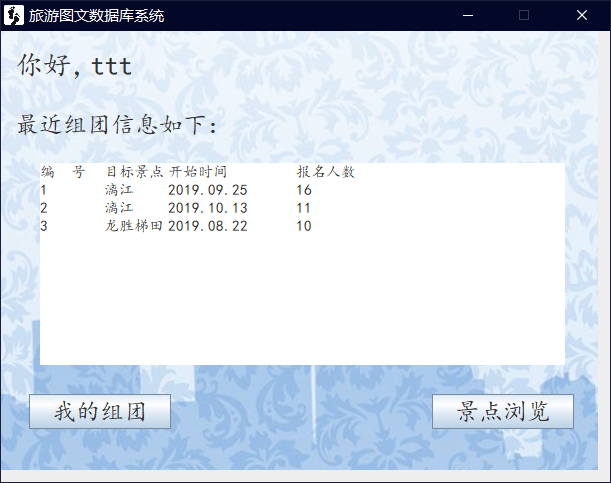 旅游图文数据库系统
你好,ttt
最近组团信息如下:
编 号 目标景点 开始时间 报名人数
1 漓江 2019.09.25 16
2 漓江 2019.10.13 11
3 龙胜梯田 2019.08.22 10
我的组团 景点浏览